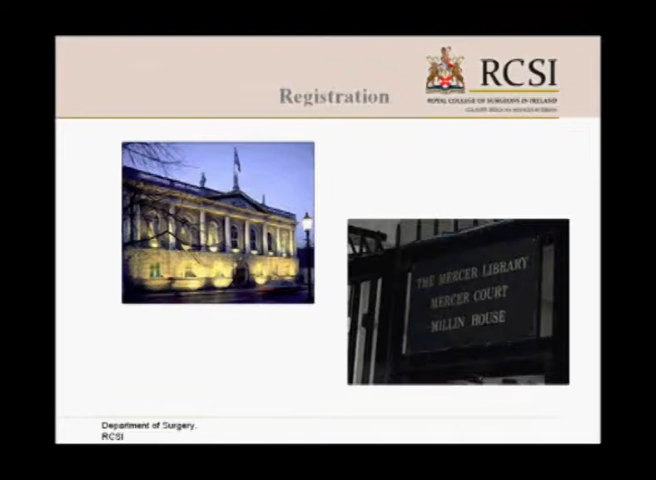 Registration
RCSI
ROYAL COLLEGE OF SURGEONS IN IRELAND
THE MERCER LIBRARY
MERCER COURT
MILLIN HOUSE
Department of Surgery,
RCSI